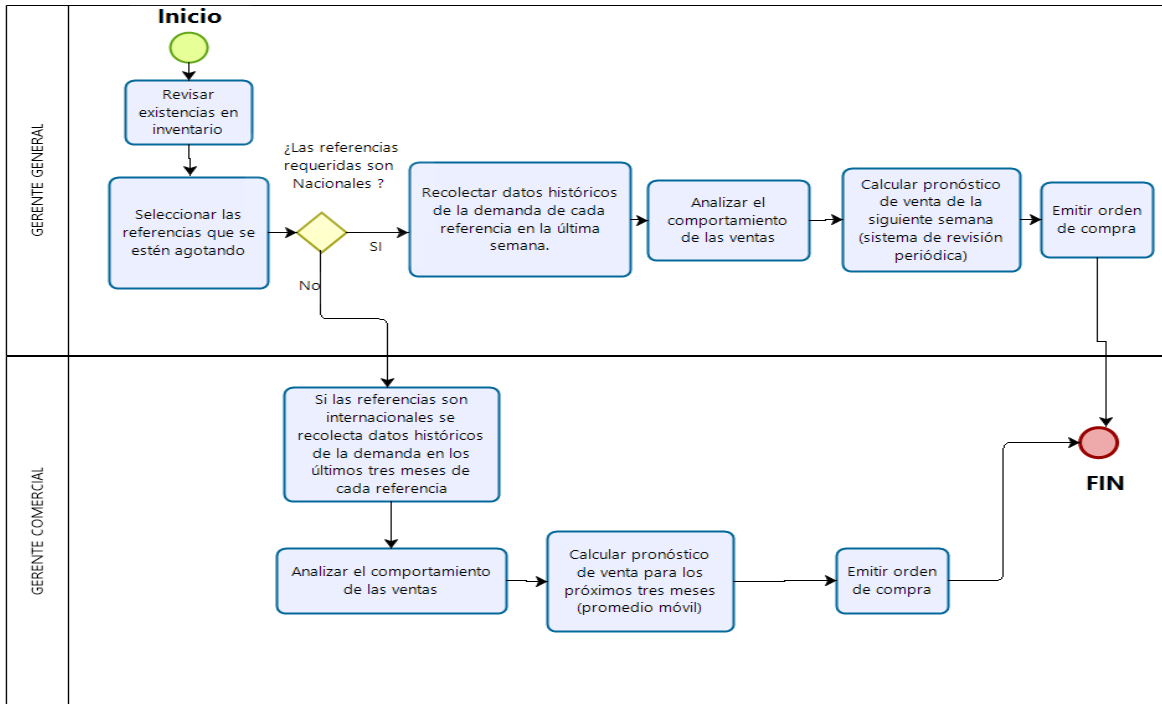 Inicio
GERENTE GENERAL
Revisar
existencias en
inventario
Seleccionar las
referencias que se
estén agotando
¿Las referencias
requeridas son
Nacionales ?
SI
No
Recolectar datos históricos
de la demanda de cada
referencia en la última
semana.
Analizar el
comportamiento
de las ventas
Calcular pronóstico
de venta de la
siguiente semana
(sistema de revisión
periódica)
Emitir orden
de compra
GERENTE COMERCIAL
Si las referencias son
internacionales se
recolecta datos históricos
de la demanda en los
últimos tres meses de
cada referencia
Analizar el comportamiento
de las ventas
Calcular pronóstico
de venta para los
próximos tres meses
(promedio móvil)
Emitir orden
de compra
FIN